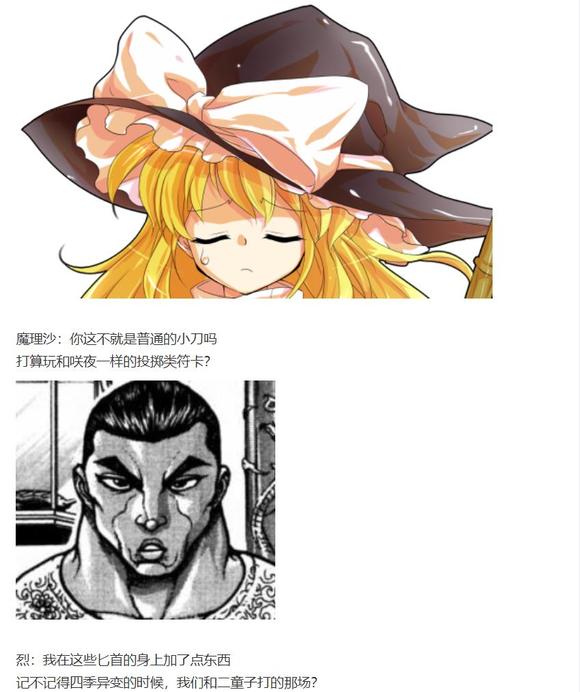 魔理沙：你这不就是普通的小刀吗
打算玩和咲夜一样的投掷类符卡？
烈：我在这些匕首的身上加了点东西
记不记得四季异变的时候，我们和二童子打的那场？